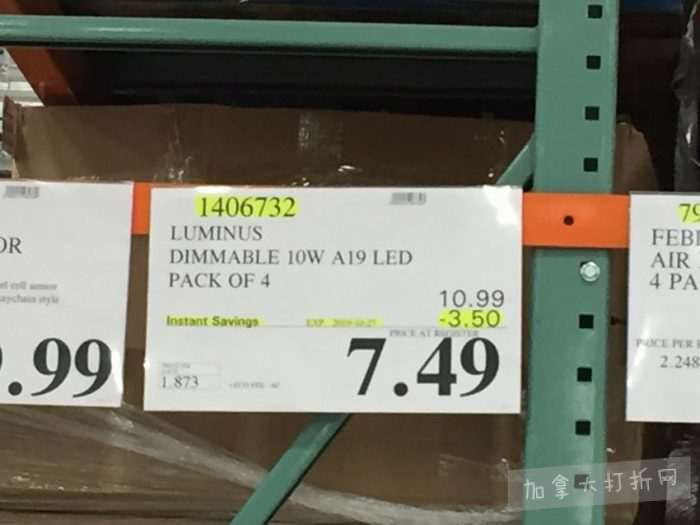 1406732
LUMINUS
DIMMABLE 10W A19 LED
PACK OF 4
10.99
Instant Savings
-3.50
PRICE AT REGISTER
7.49
1.873
OR
.99
79
FEBI
AIR
4 PA
PRICE PER
2.248
加拿大打折网